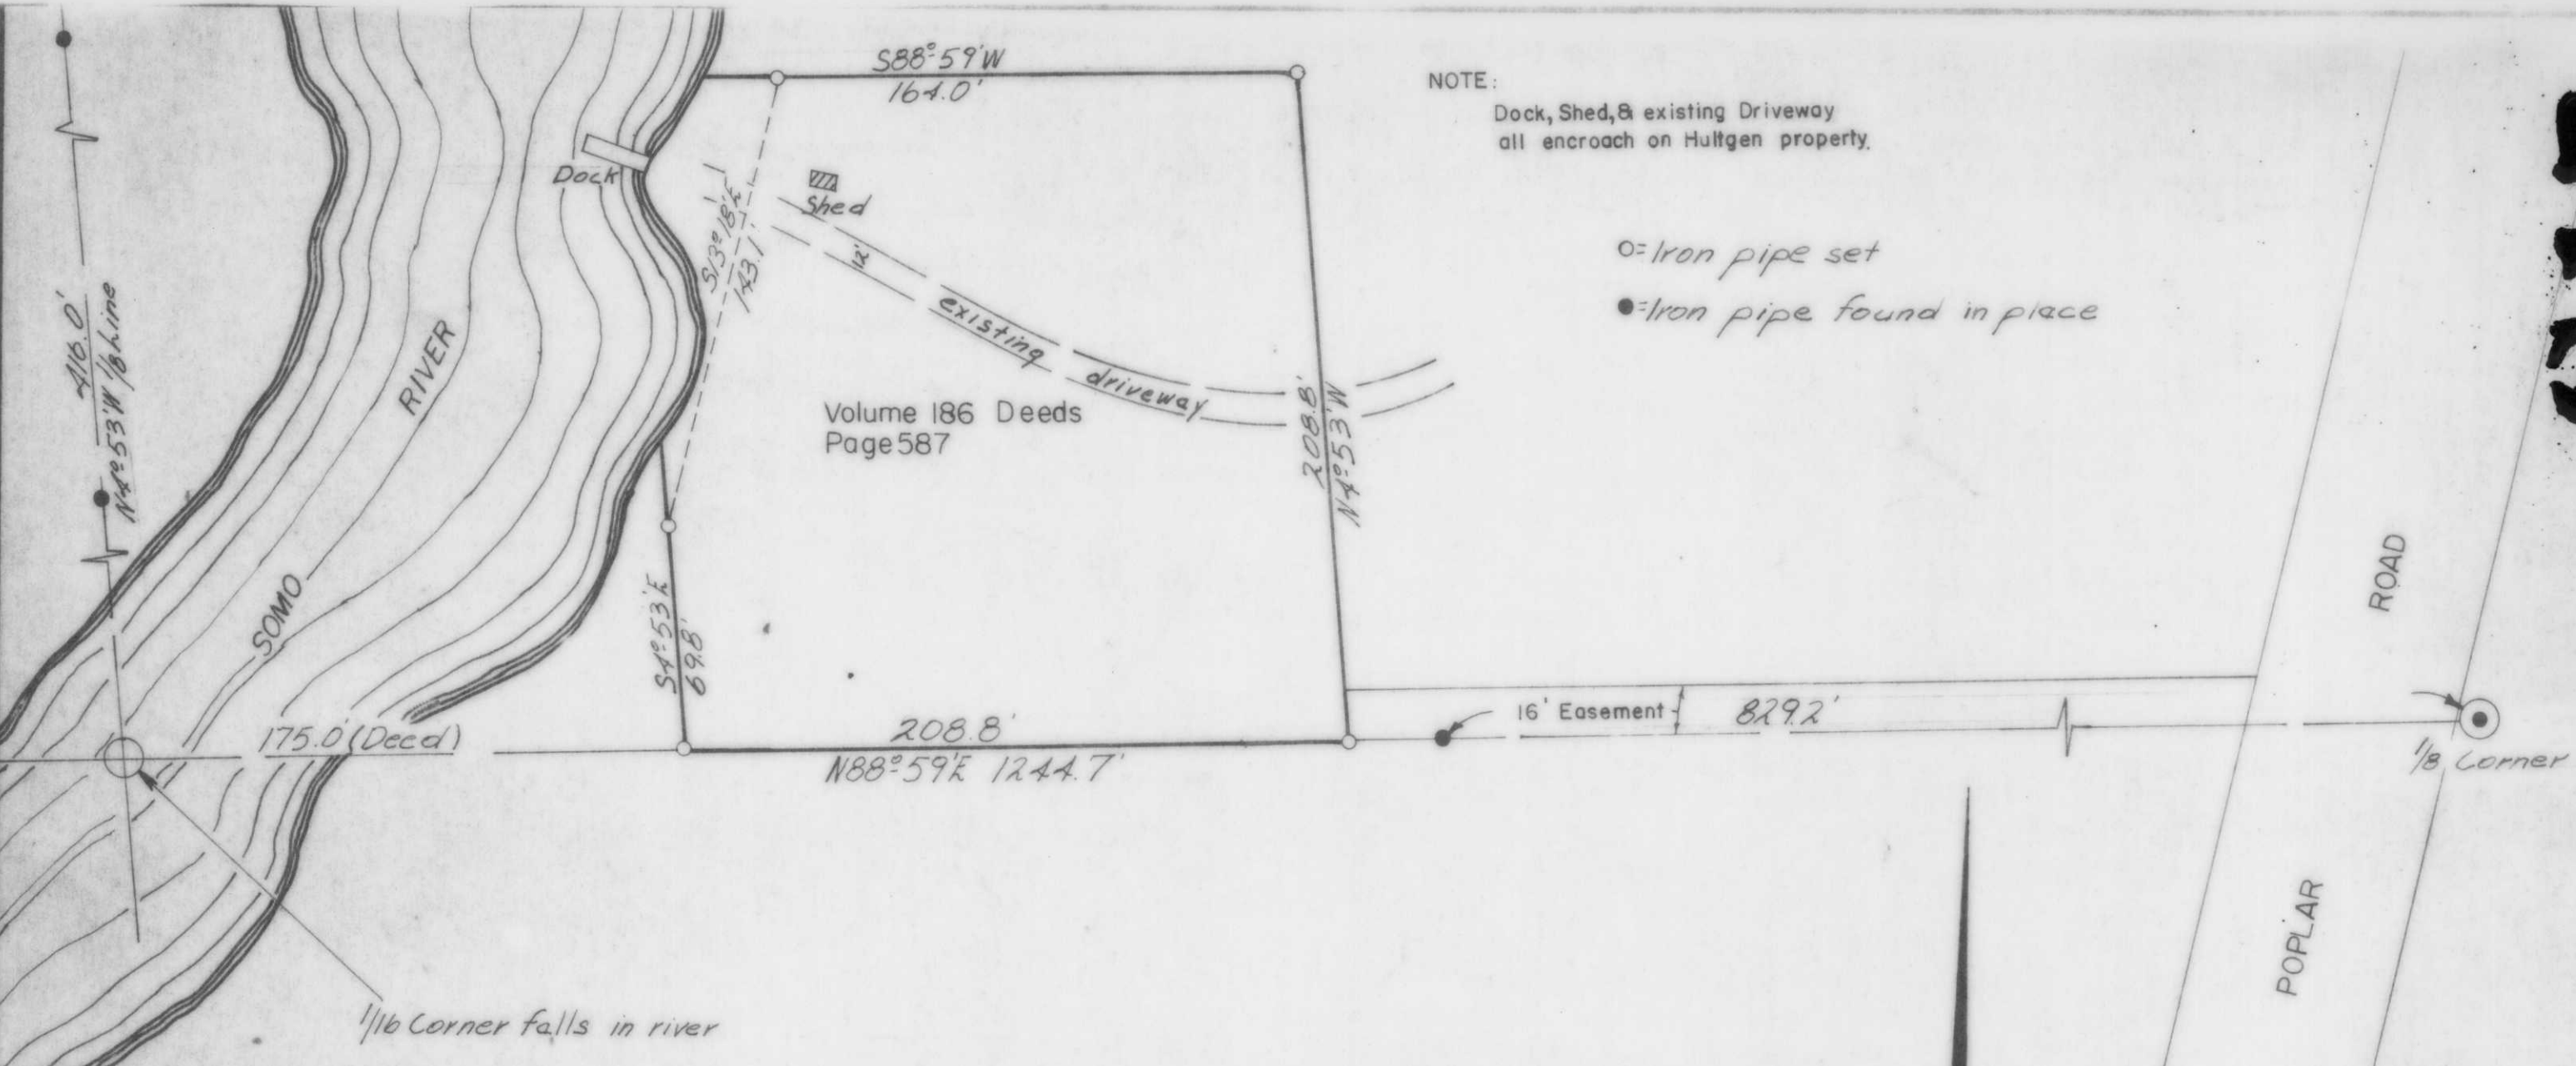 S88°-59'W
164.0'
NOTE:
Dock, Shed, & existing Driveway
all encroach on Hultgen property.
Dock
Shed
S13°18'E
143.1'
12'
O=Iron pipe set
●=Iron pipe found in place
416.0'
N4°53'W 1/8 Line
RIVER
SOMO
existing
driveway
Volume 186 Deeds
Page 587
208.8'
N4°53'W
S4°53'E
69.8'
175.0'(Deed)
208.8'
N88°59'E 1244.7'
16' Easement
829.2'
ROAD
POPLAR
1/8 Corner
1/16 Corner falls in river